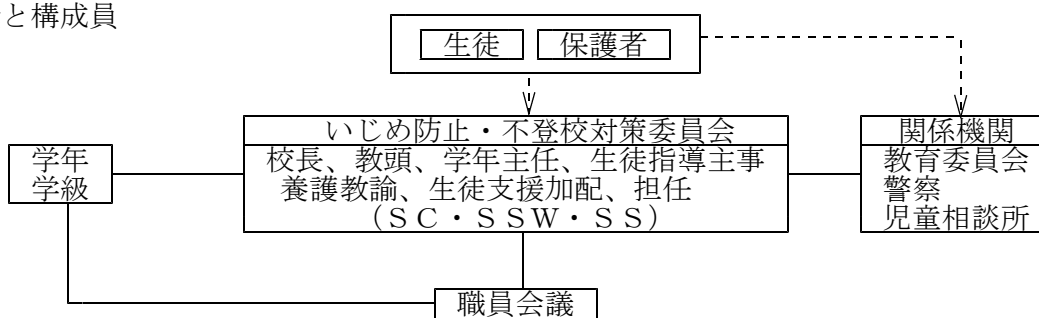 と構成員
生徒 保護者
いじめ防止・不登校対策委員会
校長、教頭、学年主任、生徒指導主事
養護教諭、生徒支援加配、担任
（ＳＣ・ＳＳＷ・ＳＳ）
関係機関
教育委員会
警察
児童相談所
学年
学級
職員会議